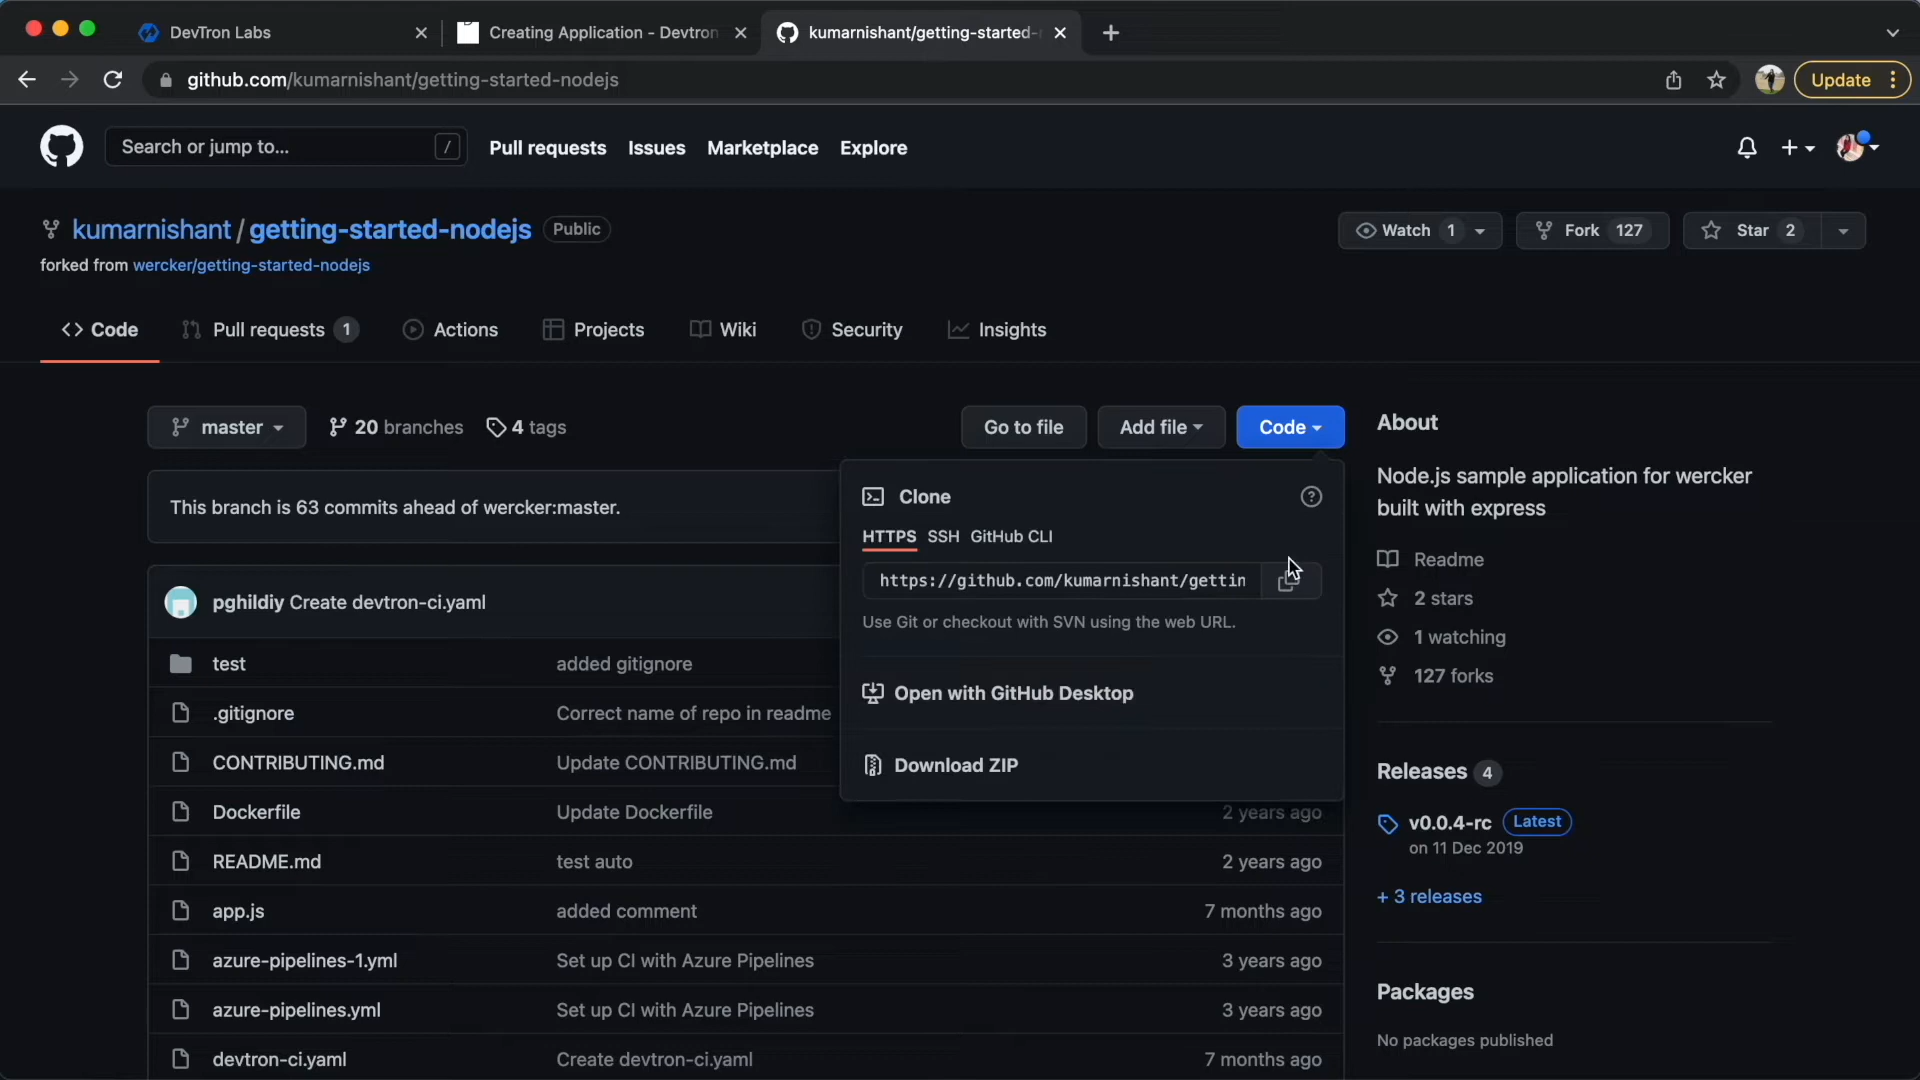 DevTron Labs
Creating Application - Devtron
kumarnishant/getting-started-
github.com/kumarnishant/getting-started-nodejs
Update
Search or jump to...
/
Pull requests
Issues
Marketplace
Explore
kumarnishant / getting-started-nodejs
Public
Watch 1
Fork 127
Star 2
forked from wercker/getting-started-nodejs
Code
Pull requests 1
Actions
Projects
Wiki
Security
Insights
master
20 branches
4 tags
Go to file
Add file
Code
About
Node.js sample application for wercker
built with express
Readme
2 stars
1 watching
127 forks
Releases 4
v0.0.4-rc Latest
on 11 Dec 2019
+ 3 releases
Packages
No packages published
This branch is 63 commits ahead of wercker:master.
Clone
HTTPS SSH GitHub CLI
https://github.com/kumarnishant/gettin
Use Git or checkout with SVN using the web URL.
Open with GitHub Desktop
Download ZIP
pghildiy Create devtron-ci.yaml
test added gitignore
.gitignore Correct name of repo in readme
CONTRIBUTING.md Update CONTRIBUTING.md
Dockerfile Update Dockerfile 2 years ago
README.md test auto 2 years ago
app.js added comment 7 months ago
azure-pipelines-1.yml Set up CI with Azure Pipelines 3 years ago
azure-pipelines.yml Set up CI with Azure Pipelines 3 years ago
devtron-ci.yaml Create devtron-ci.yaml 7 months ago